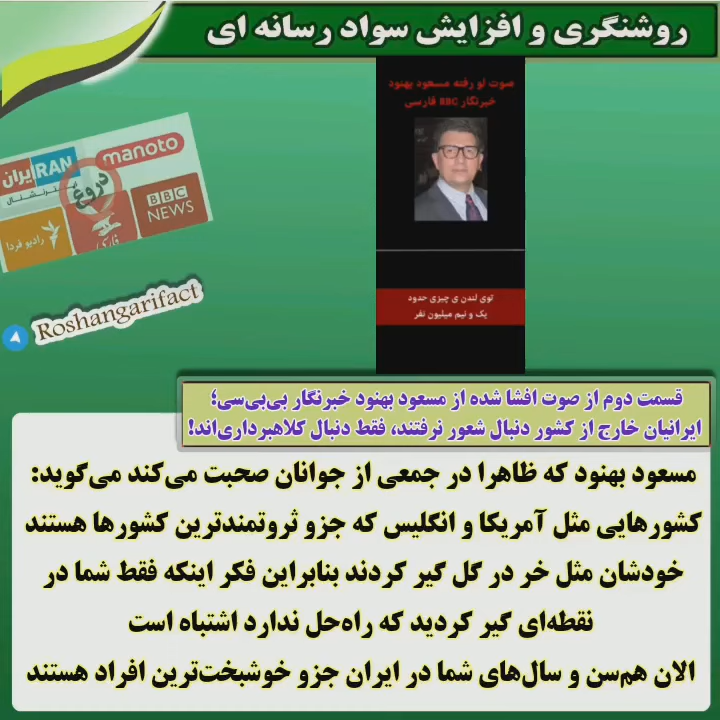 روشنگری و افزایش سواد رسانه ای
صوت لو رفته مسعود بهنود
خبرنگار BBC فارسی
manoto
ایران IRAN
اینترنشنال
دروغ
BBC
NEWS
رادیو فردا
فارسی
Roshangarifact
توی لندن ی چیزی حدود
یک و نیم میلیون نفر
قسمت دوم از صوت افشا شده از مسعود بهنود خبرنگار بی‌بی‌سی؛
ایرانیان خارج از کشور دنبال شعور نرفتند، فقط دنبال کلاهبرداری‌اند!
مسعود بهنود که ظاهرا در جمعی از جوانان صحبت می‌کند می‌گوید:
کشورهایی مثل آمریکا و انگلیس که جزو ثروتمندترین کشورها هستند
خودشان مثل خر در گل گیر کردند بنابراین فکر اینکه فقط شما در
نقطه‌ای گیر کردید که راه‌حل ندارد اشتباه است
الان هم‌سن و سال‌های شما در ایران جزو خوشبخت‌ترین افراد هستند